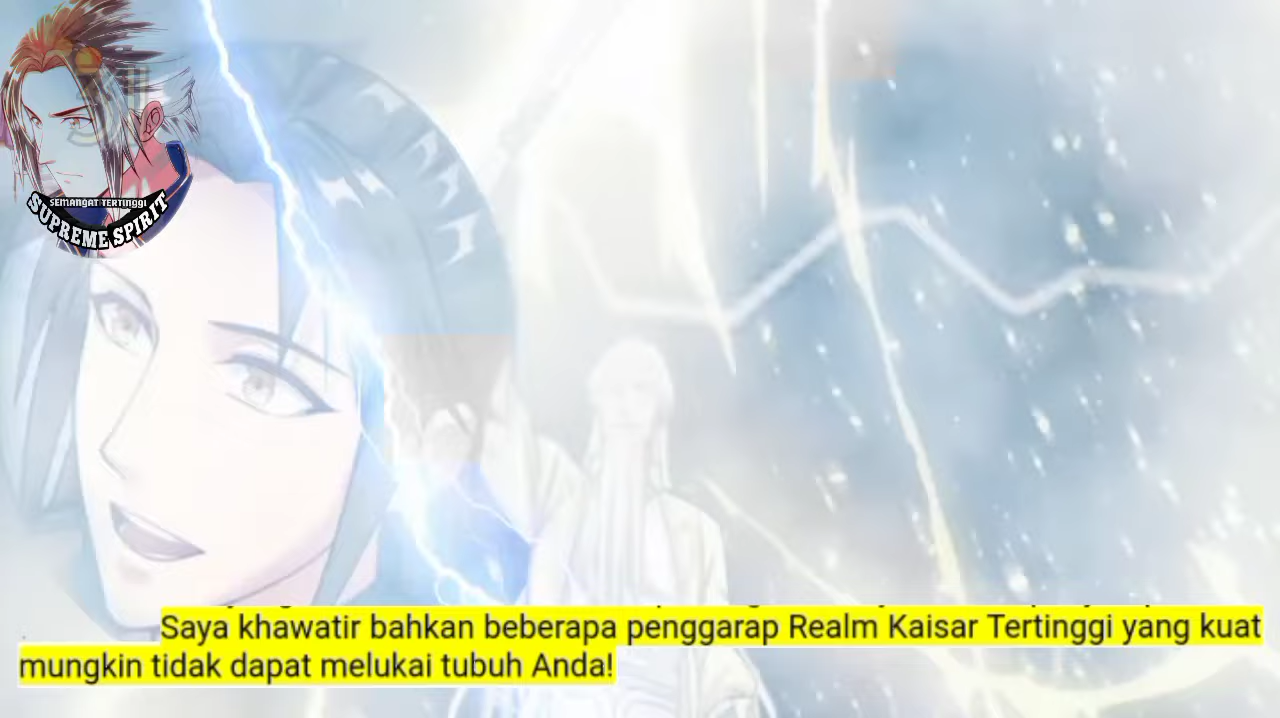 SEMANGAT TERTINGGI
SUPREME SPIRIT
Saya khawatir bahkan beberapa penggarap Realm Kaisar Tertinggi yang kuat
mungkin tidak dapat melukai tubuh Anda!